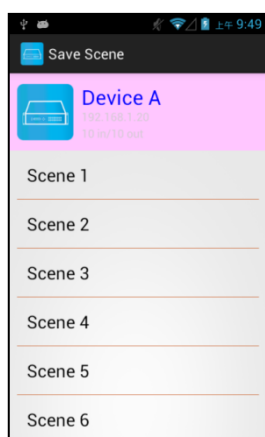 上午 9:49
Save Scene
Device A
192.168.1.20
10 in/10 out
Scene 1
Scene 2
Scene 3
Scene 4
Scene 5
Scene 6